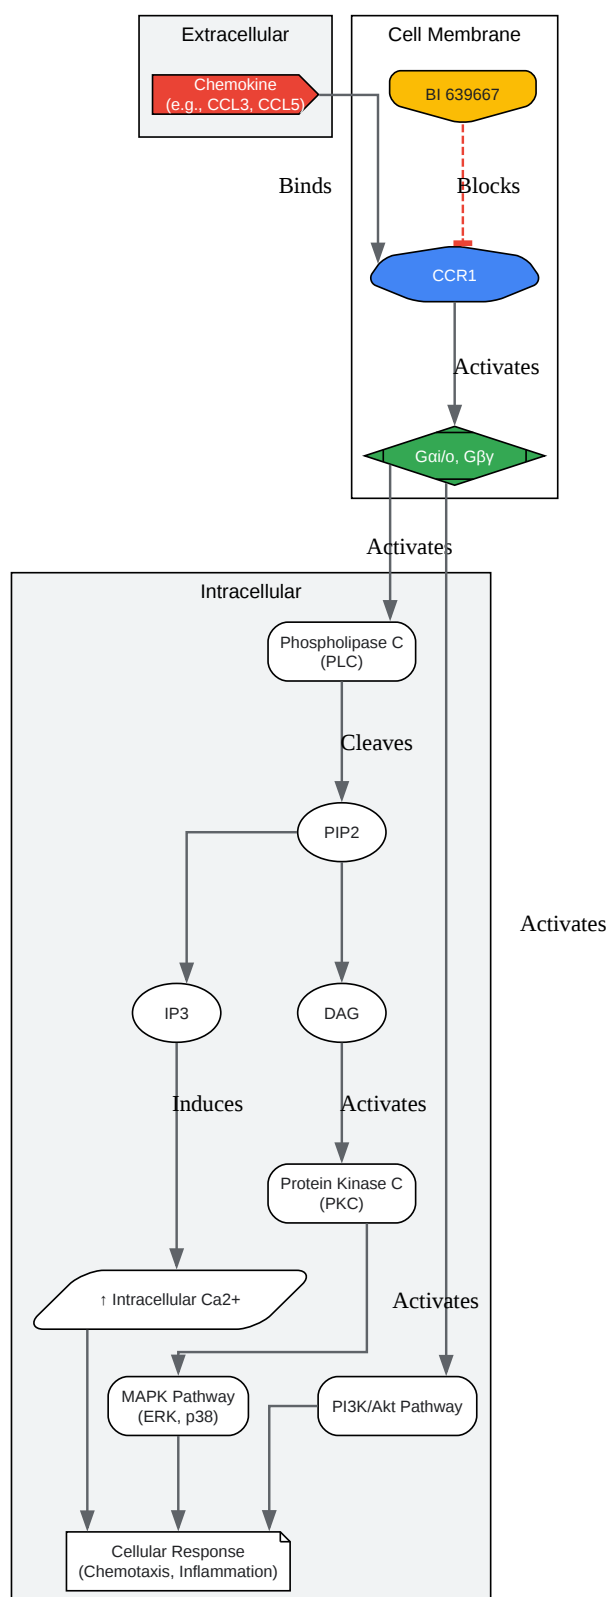 Extracellular
Cell Membrane
Chemokine
(e.g., CCL3, CCL5)
BI 639667
Binds
Blocks
CCR1
Activates
Gαi/o, Gβγ
Activates
Intracellular
Phospholipase C
(PLC)
Cleaves
PIP2
Activates
IP3
DAG
Induces
Activates
Protein Kinase C
(PKC)
↑ Intracellular Ca2+
Activates
MAPK Pathway
(ERK, p38)
PI3K/Akt Pathway
Cellular Response
(Chemotaxis, Inflammation)